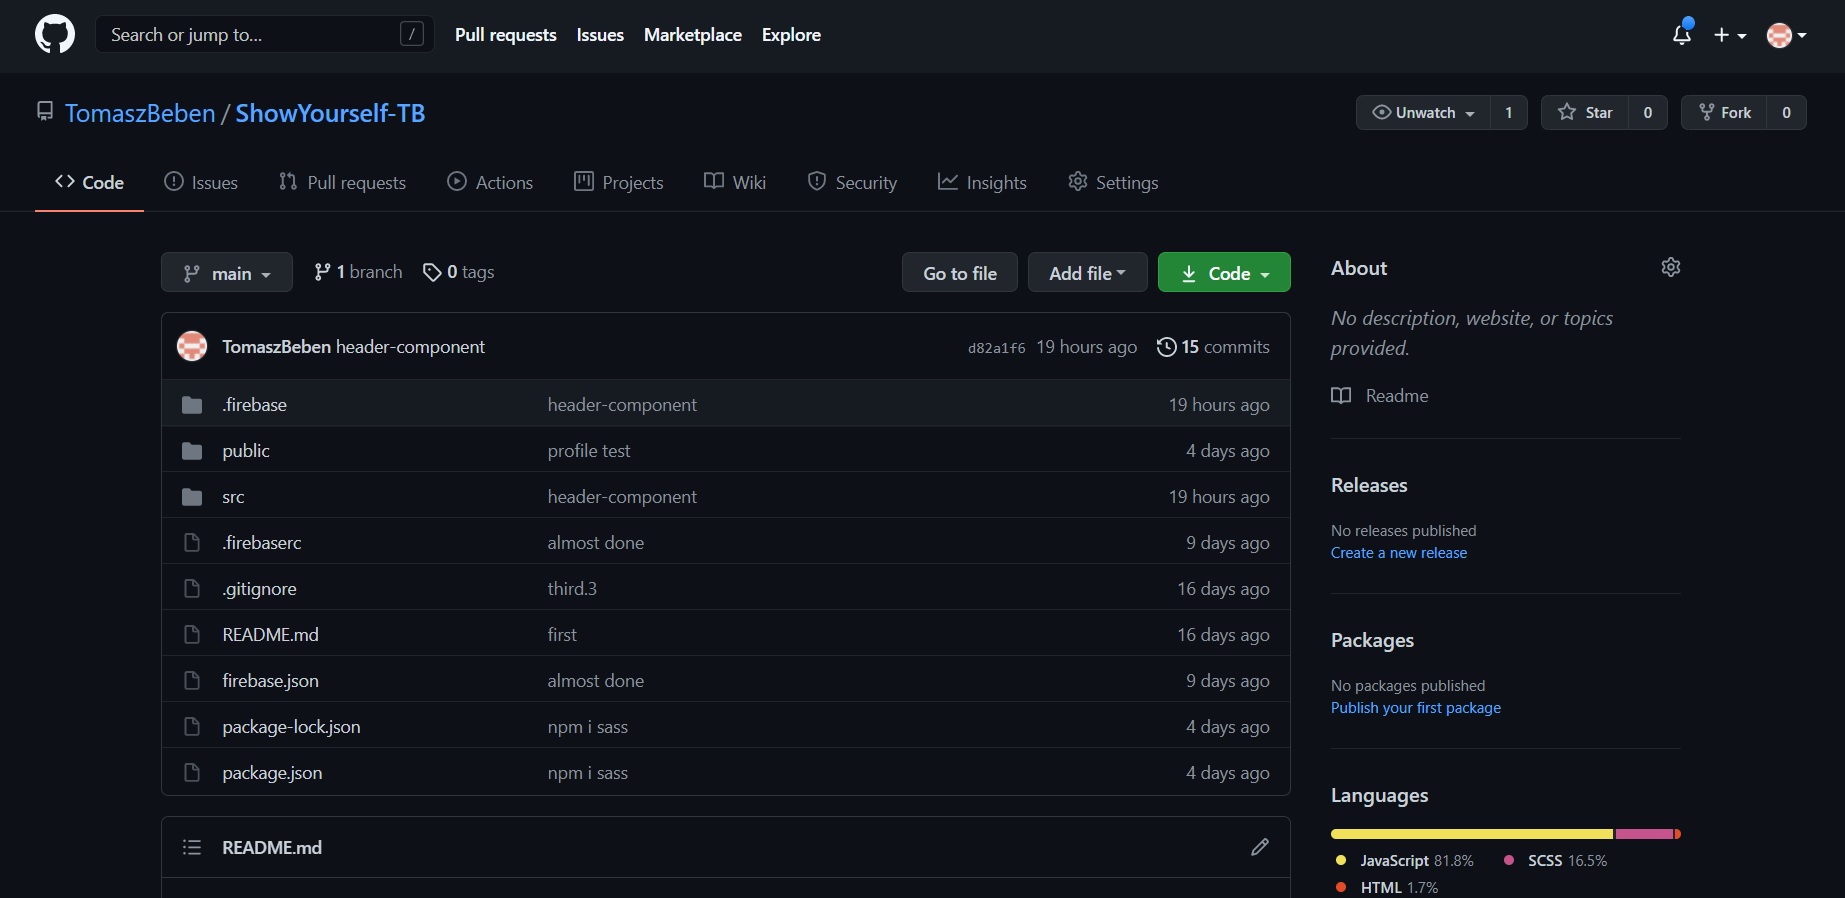 Search or jump to... / Pull requests Issues Marketplace Explore
TomaszBeben / ShowYourself-TB Unwatch 1 Star 0 Fork 0
Code Issues Pull requests Actions Projects Wiki Security Insights Settings
main 1 branch 0 tags Go to file Add file Code
TomaszBeben header-component d82a1f6 19 hours ago 15 commits
.firebase header-component 19 hours ago
public profile test 4 days ago
src header-component 19 hours ago
.firebaserc almost done 9 days ago
.gitignore third.3 16 days ago
README.md first 16 days ago
firebase.json almost done 9 days ago
package-lock.json npm i sass 4 days ago
package.json npm i sass 4 days ago
README.md
About
No description, website, or topics
provided.
Readme
Releases
No releases published
Create a new release
Packages
No packages published
Publish your first package
Languages
JavaScript 81.8% SCSS 16.5%
HTML 1.7%